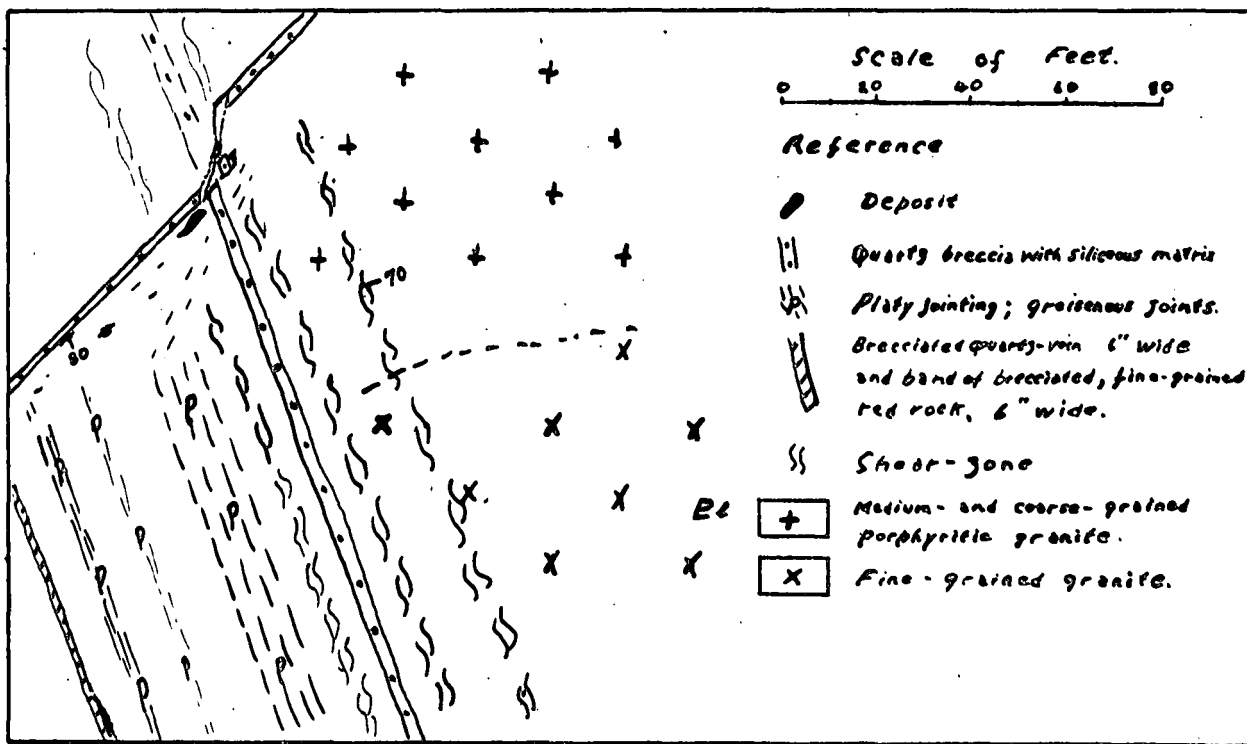 Scale of Feet.
0 20 40 60 80
Reference
Deposit
Quartz breccia with siliceous matrix
Platy jointing; greisenous joints.
Brecciated quartz-vein 6" wide
and band of brecciated, fine-grained
red rock, 6" wide.
Shear-zone
Medium- and coarse-grained
porphyritic granite.
Fine-grained granite.
70
80